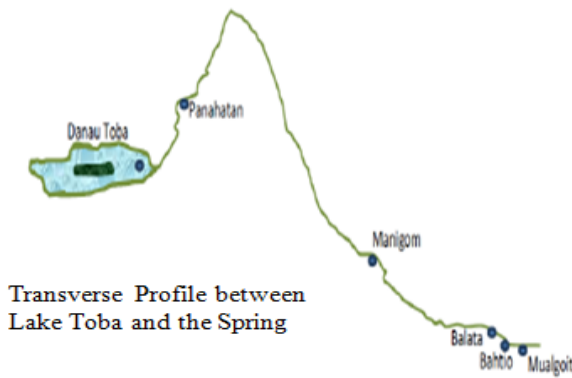 Danau Toba
Panahatan
Manigom
Transverse Profile between
Lake Toba and the Spring
Balata
Bahtio
Mualgoit